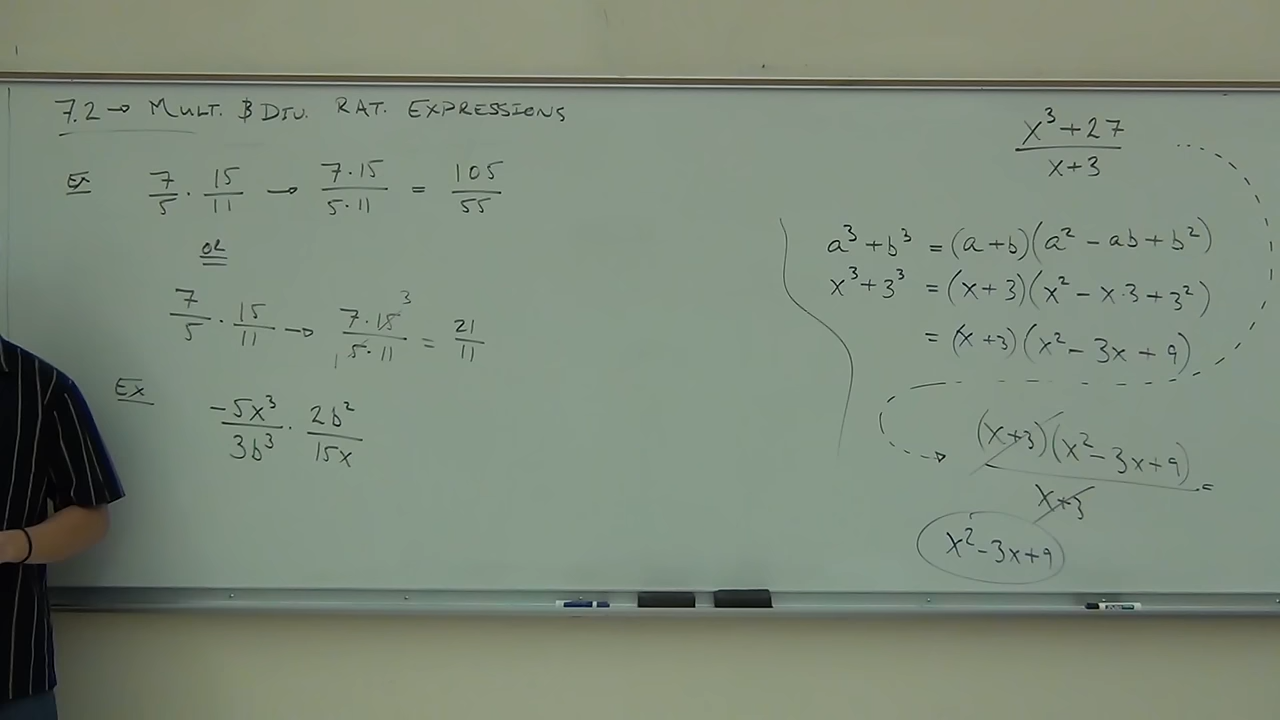 7.2 → MULT. & DIV. RAT. EXPRESSIONS
Ex 7/5 · 15/11 → 7·15/5·11 = 105/55
OR
7/5 · 15/11 → 7·15 3/1 5·11 = 21/11
Ex
-5x³/3b³ · 2b²/15x
x³+27/x+3
a³+b³ = (a+b)(a²-ab+b²)
x³+3³ = (x+3)(x²-x·3+3²)
= (x+3)(x²-3x+9)
(x+3)(x²-3x+9)/x+3 =
x²-3x+9